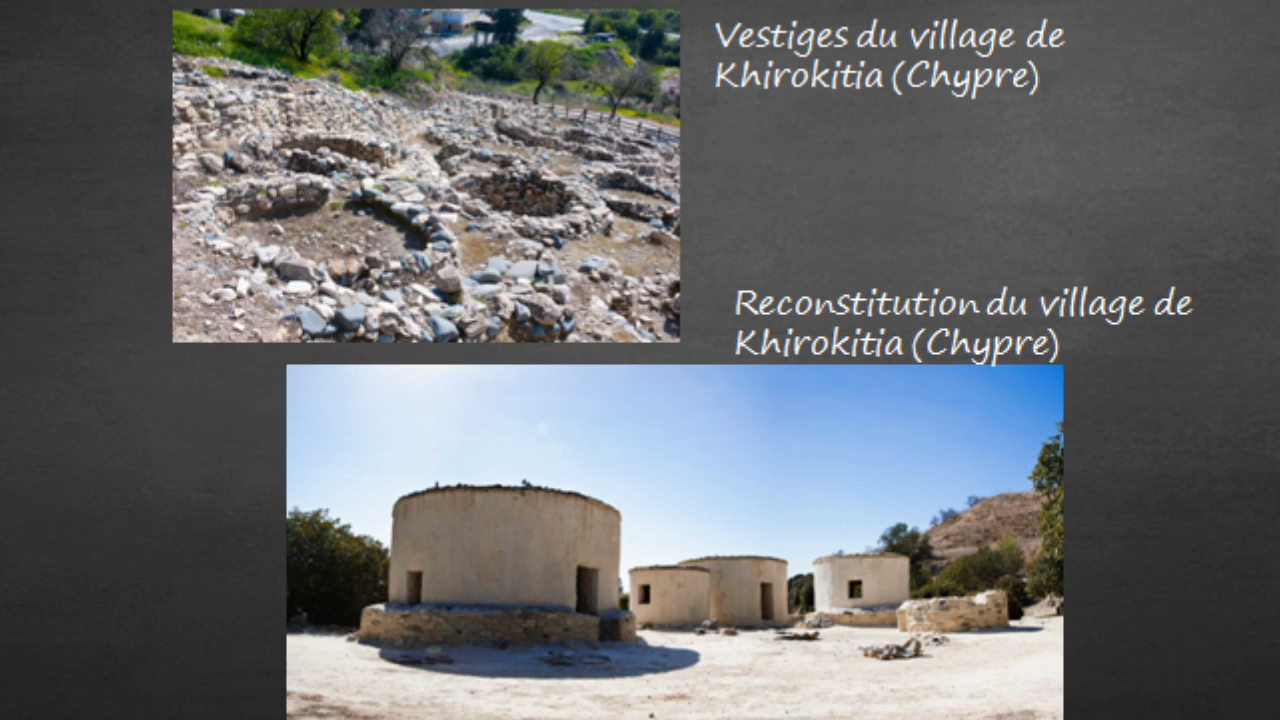 Vestiges du village de
Khirokitia (Chypre)
Reconstitution du village de
Khirokitia (Chypre)